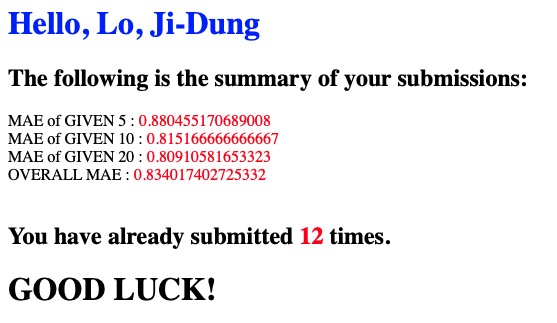 Hello, Lo, Ji-Dung
The following is the summary of your submissions:
MAE of GIVEN 5 : 0.880455170689008
MAE of GIVEN 10 : 0.815166666666667
MAE of GIVEN 20 : 0.80910581653323
OVERALL MAE : 0.834017402725332
You have already submitted 12 times.
GOOD LUCK!